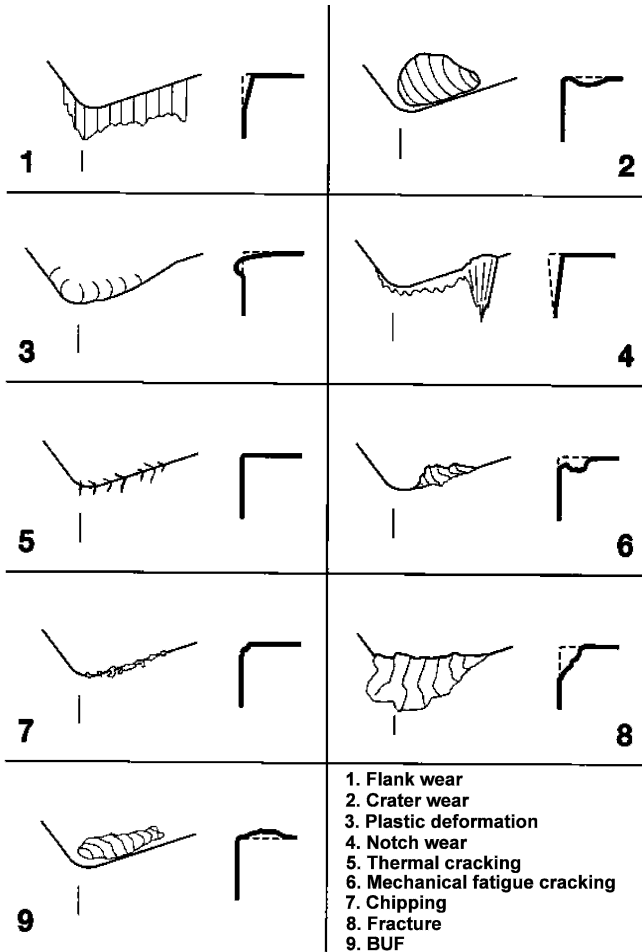 1
2
3
4
5
6
7
8
9
1. Flank wear
2. Crater wear
3. Plastic deformation
4. Notch wear
5. Thermal cracking
6. Mechanical fatigue cracking
7. Chipping
8. Fracture
9. BUF